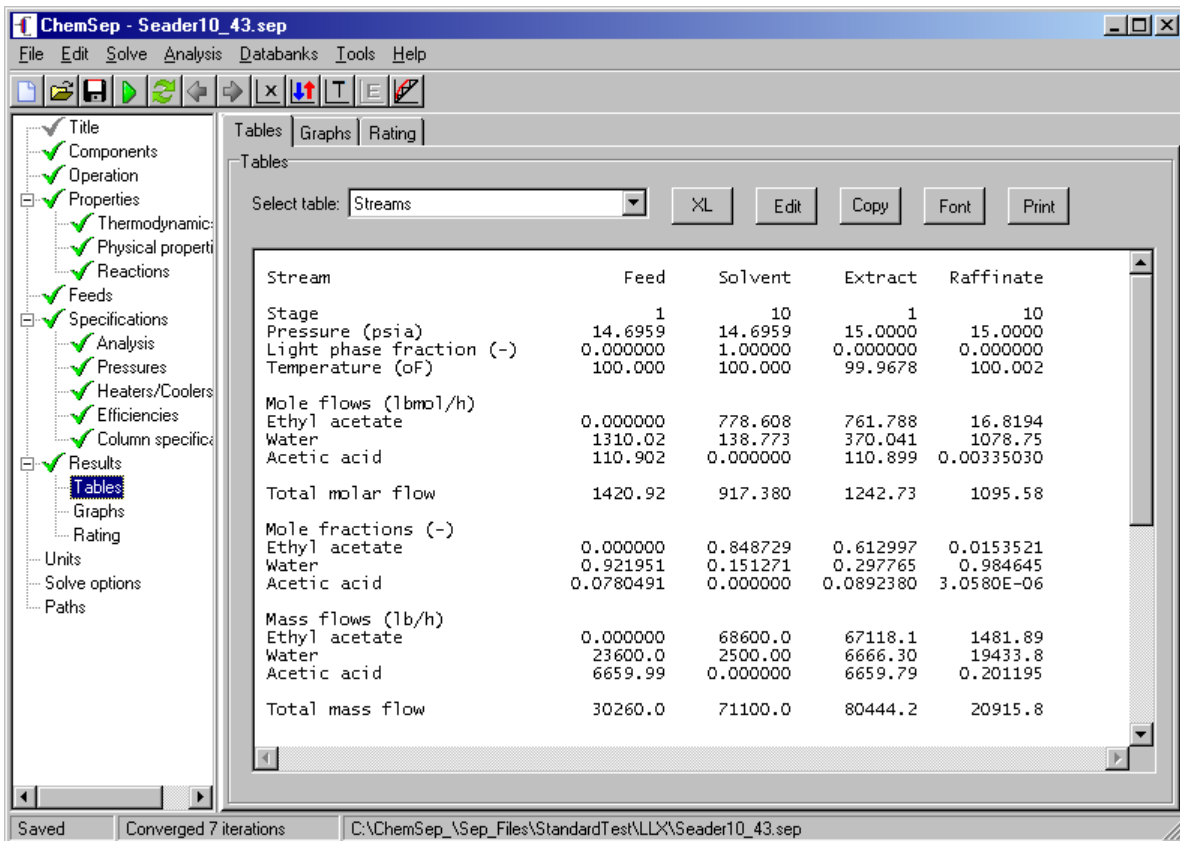 ChemSep - Seader10_43.sep
File Edit Solve Analysis Databanks Tools Help
T E
Title
Components
Operation
Properties
Thermodynamic:
Physical properti
Reactions
Feeds
Specifications
Analysis
Pressures
Heaters/Coolers
Efficiencies
Column specifica
Results
Tables
Graphs
Rating
Units
Solve options
Paths
Tables Graphs Rating
Tables
Select table: Streams XL Edit Copy Font Print
Stream Feed Solvent Extract Raffinate
Stage 1 10 1 10
Pressure (psia) 14.6959 14.6959 15.0000 15.0000
Light phase fraction (-) 0.000000 1.00000 0.000000 0.000000
Temperature (oF) 100.000 100.000 99.9678 100.002
Mole flows (lbmol/h)
Ethyl acetate 0.000000 778.608 761.788 16.8194
Water 1310.02 138.773 370.041 1078.75
Acetic acid 110.902 0.000000 110.899 0.00335030
Total molar flow 1420.92 917.380 1242.73 1095.58
Mole fractions (-)
Ethyl acetate 0.000000 0.848729 0.612997 0.0153521
Water 0.921951 0.151271 0.297765 0.984645
Acetic acid 0.0780491 0.000000 0.0892380 3.0580E-06
Mass flows (lb/h)
Ethyl acetate 0.000000 68600.0 67118.1 1481.89
Water 23600.0 2500.00 6666.30 19433.8
Acetic acid 6659.99 0.000000 6659.79 0.201195
Total mass flow 30260.0 71100.0 80444.2 20915.8
Saved Converged 7 iterations C:\ChemSep_\Sep_Files\StandardTest\LLX\Seader10_43.sep